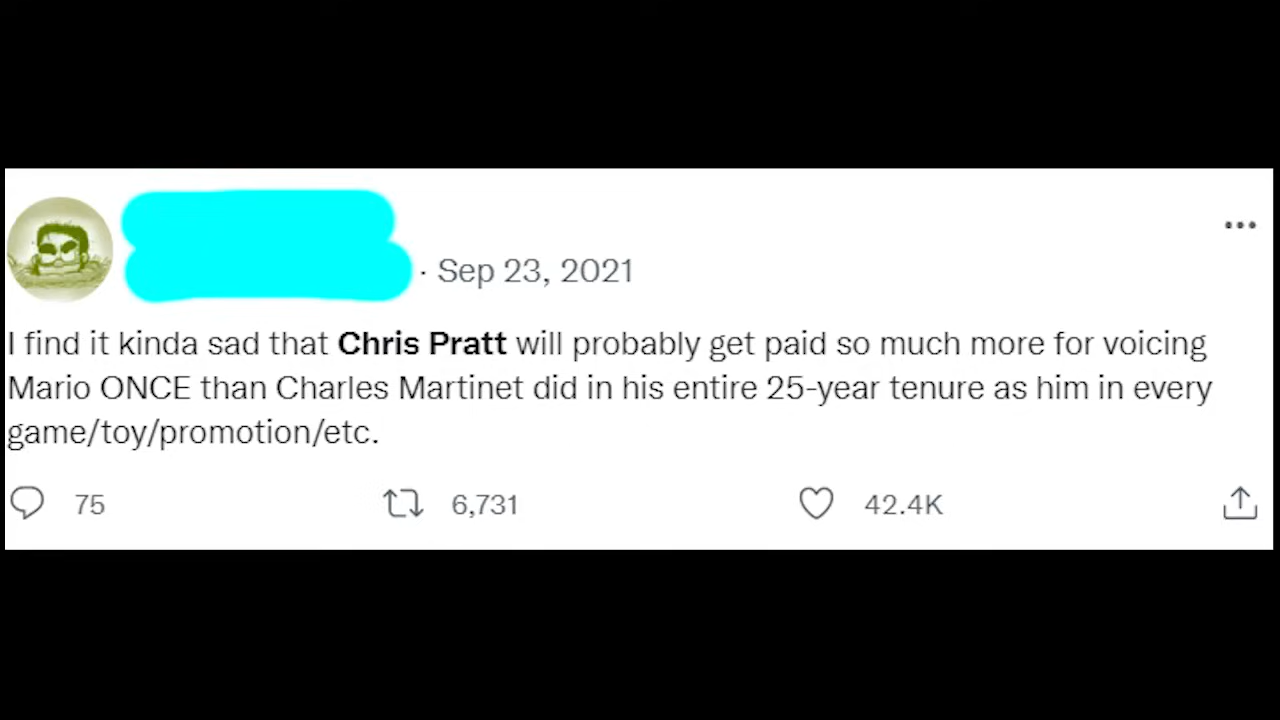 · Sep 23, 2021
I find it kinda sad that Chris Pratt will probably get paid so much more for voicing
Mario ONCE than Charles Martinet did in his entire 25-year tenure as him in every
game/toy/promotion/etc.
75 6,731 42.4K